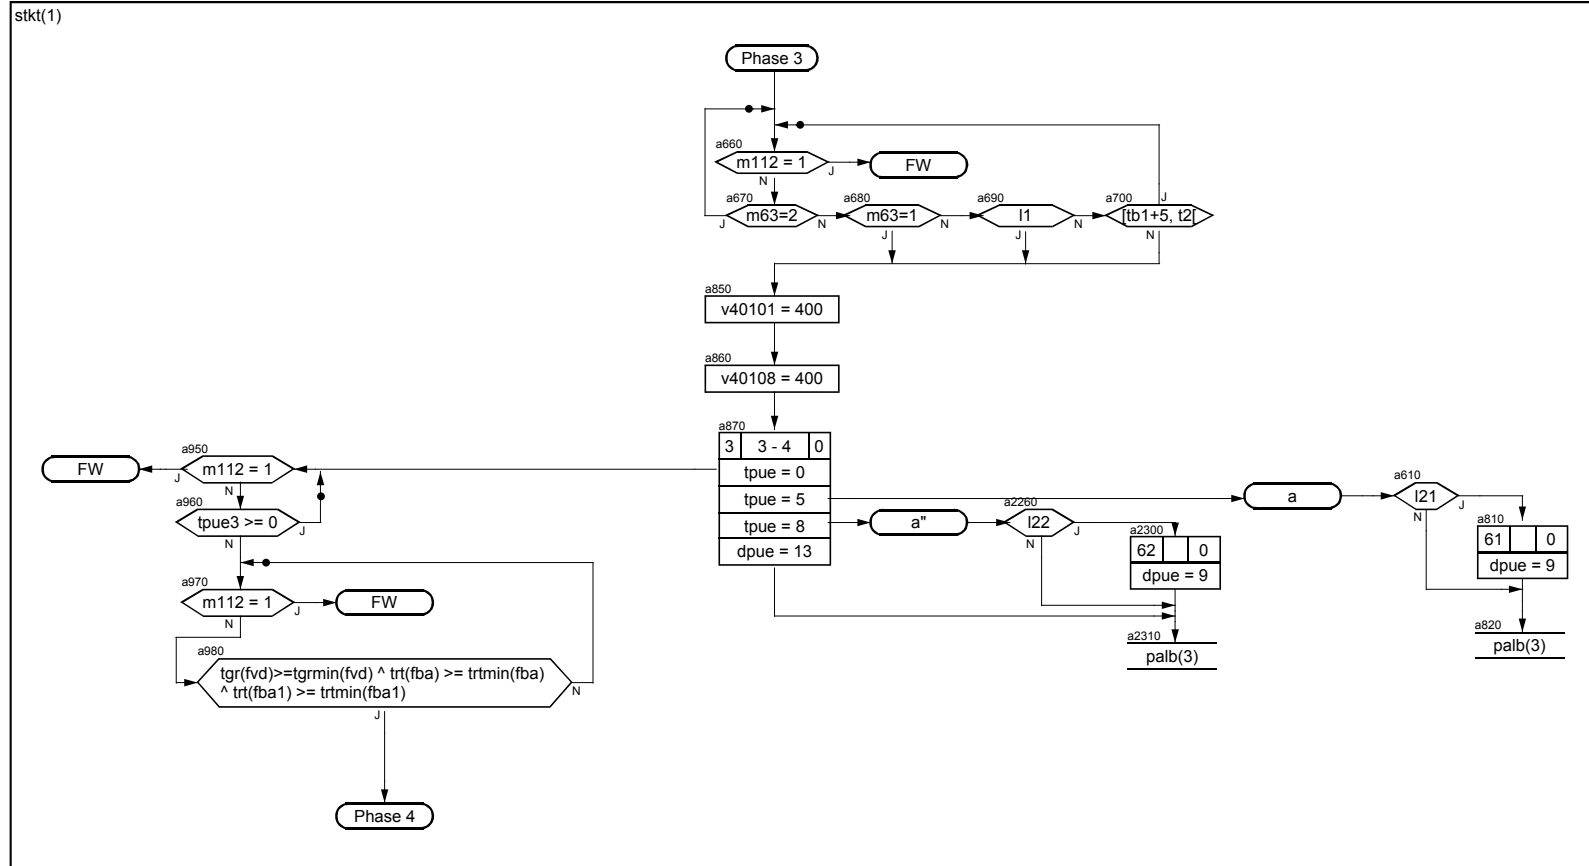 stkt(1)
Phase 3
a660
m112 = 1
J
FW
N
a670
m63=2
J
N
a680
m63=1
J
N
a690
l1
J
N
a700
[tb1+5, t2[
J
N
a850
v40101 = 400
a860
v40108 = 400
a870
3 3 - 4 0
tpue = 0
tpue = 5
tpue = 8
dpue = 13
a950
m112 = 1
J
FW
N
a960
tpue3 >= 0
J
N
a970
m112 = 1
J
FW
N
a980
tgr(fvd)>=tgrmin(fvd) ^ trt(fba) >= trtmin(fba)
^ trt(fba1) >= trtmin(fba1)
N
J
Phase 4
a"
a2260
l22
J
N
a2300
62 0
dpue = 9
a2310
palb(3)
a
a610
l21
J
N
a810
61 0
dpue = 9
a820
palb(3)